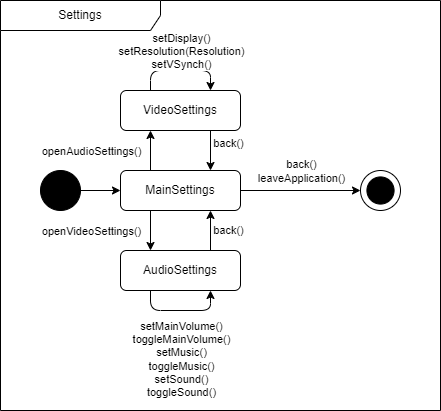 Settings
setDisplay()
setResolution(Resolution)
setVSynch()
VideoSettings
openAudioSettings()
back()
MainSettings
back()
leaveApplication()
openVideoSettings()
back()
AudioSettings
setMainVolume()
toggleMainVolume()
setMusic()
toggleMusic()
setSound()
toggleSound()